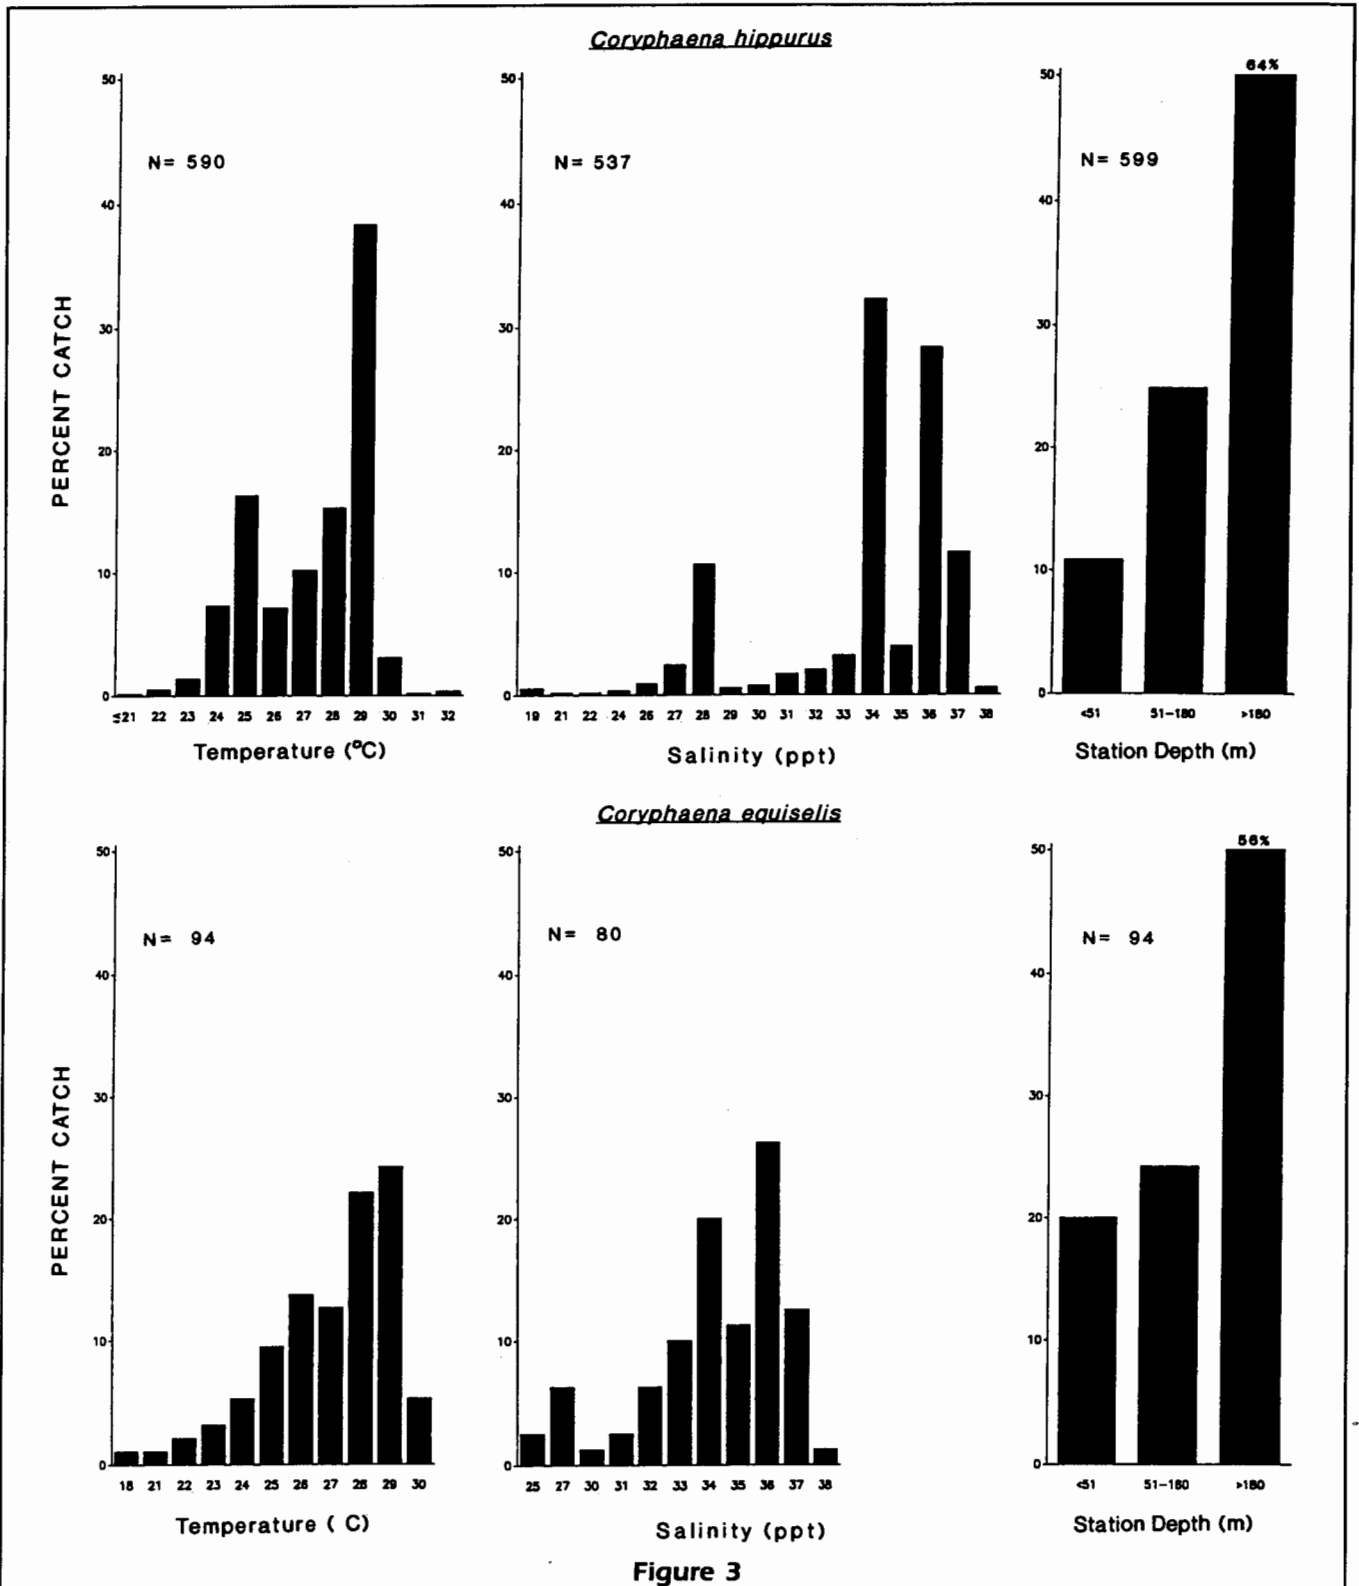 Coryphaena hippurus
PERCENT CATCH
50
40
30
20
10
0
N= 590
≤21 22 23 24 25 26 27 28 29 30 31 32
Temperature (°C)
50
40
30
20
10
0
N= 537
19 21 22 24 26 27 28 29 30 31 32 33 34 35 36 37 38
Salinity (ppt)
50
40
30
20
10
0
64%
N= 599
<51 51-180 >180
Station Depth (m)
Coryphaena equiselis
PERCENT CATCH
50
40
30
20
10
0
N= 94
18 21 22 23 24 25 26 27 28 29 30
Temperature ( C)
50
40
30
20
10
0
N= 80
25 27 30 31 32 33 34 35 36 37 38
Salinity (ppt)
50
40
30
20
10
0
56%
N= 94
<51 51-180 >180
Station Depth (m)
Figure 3